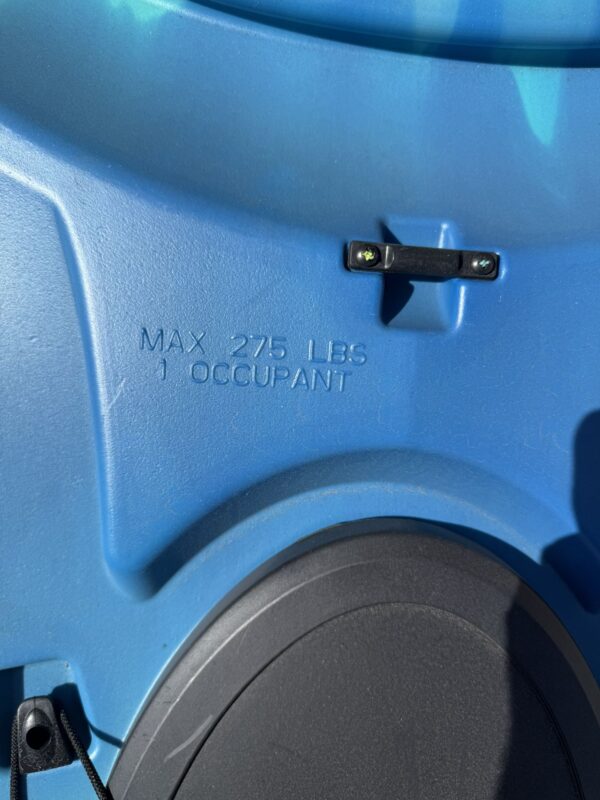 MAX 275 LBS
1 OCCUPANT